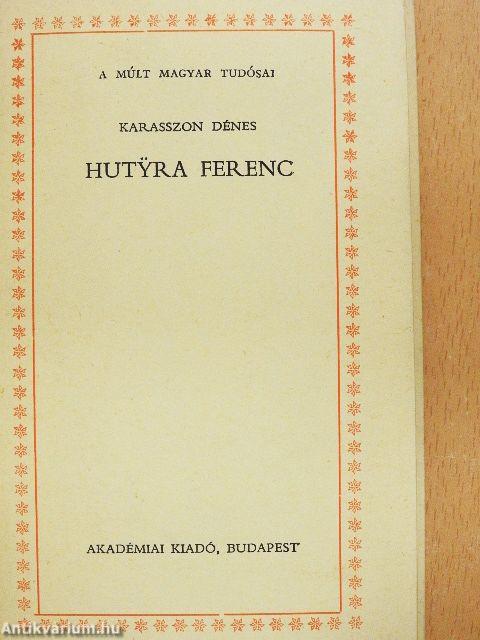 A MÚLT MAGYAR TUDÓSAI
KARASSZON DÉNES
HUTŸRA FERENC
AKADÉMIAI KIADÓ, BUDAPEST
Antikvarium.hu